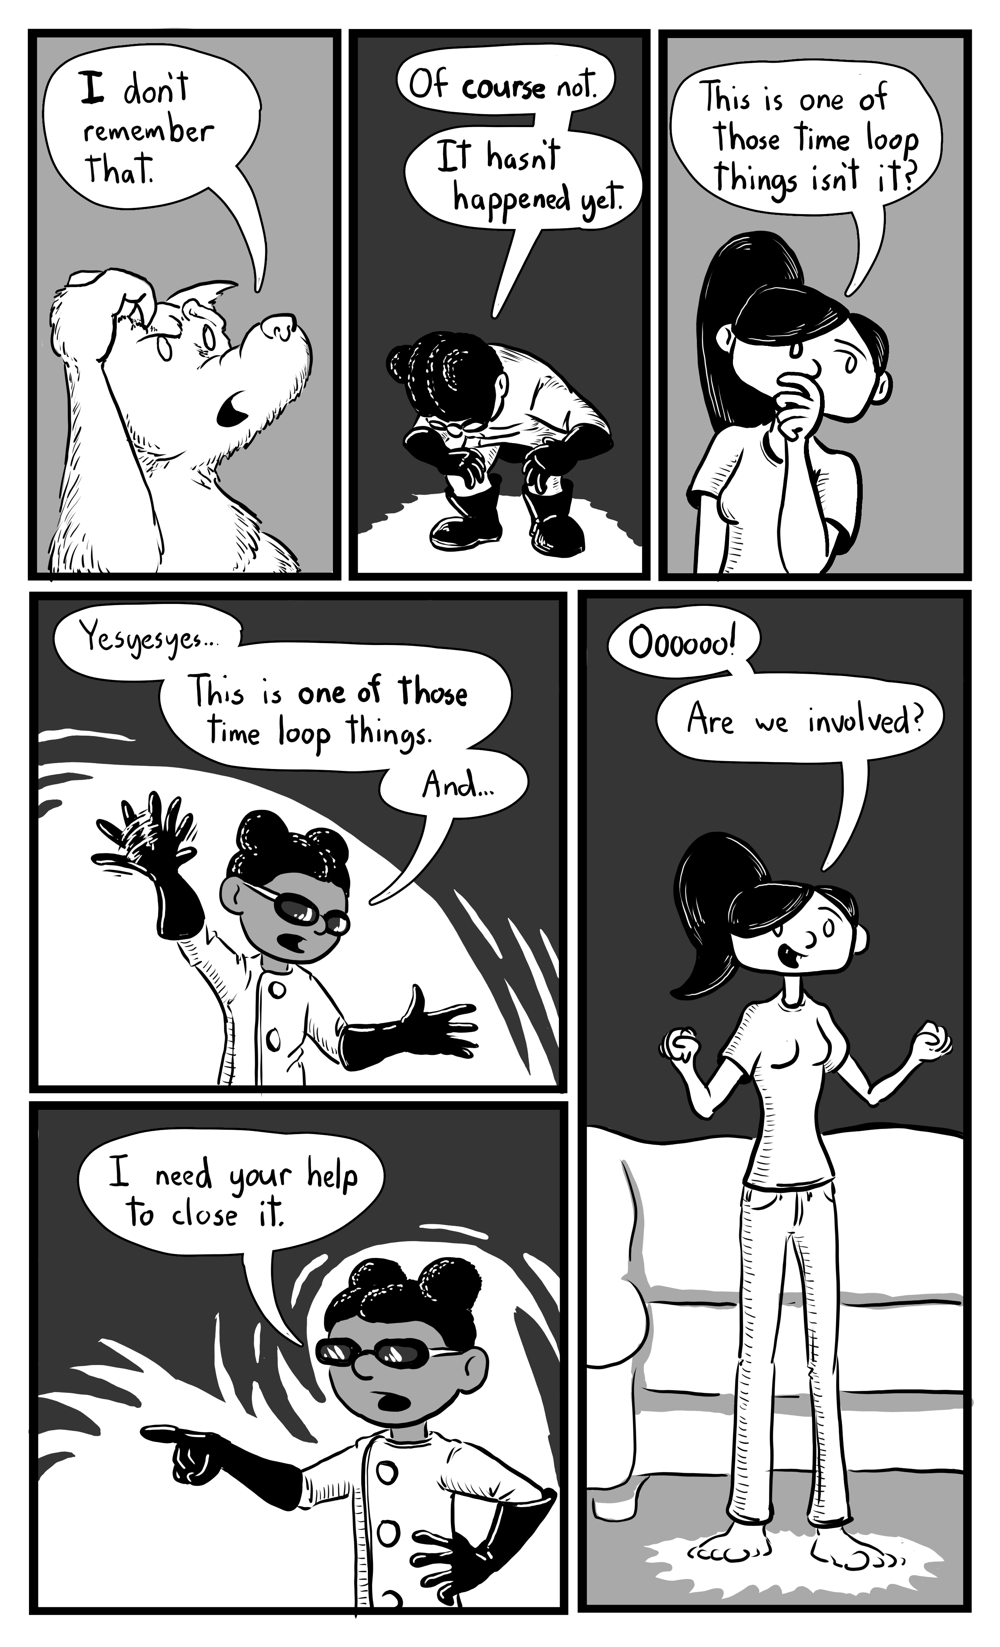 I don't
remember
that.
Of course not.
It hasn't
happened yet.
This is one of
those time loop
things isn't it?
Yesyesyes...
This is one of those
time loop things.
And...
I need your help
to close it.
Oooooo!
Are we involved?